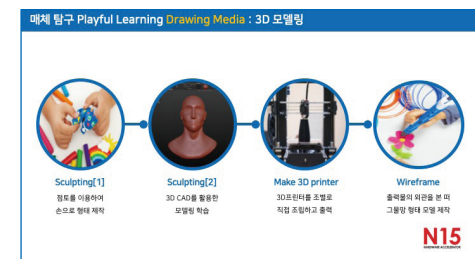 매체 탐구 Playful Learning Drawing Media : 3D 모델링
Sculpting[1]
점토를 이용하여
손으로 형태 제작
Sculpting[2]
3D CAD를 활용한
모델링 학습
Make 3D printer
3D프린터를 조별로
직접 조립하고 출력
Wireframe
출력물의 외관을 본 떠
그물망 형태 모델 제작
N15
HARDWARE ACCELERATOR